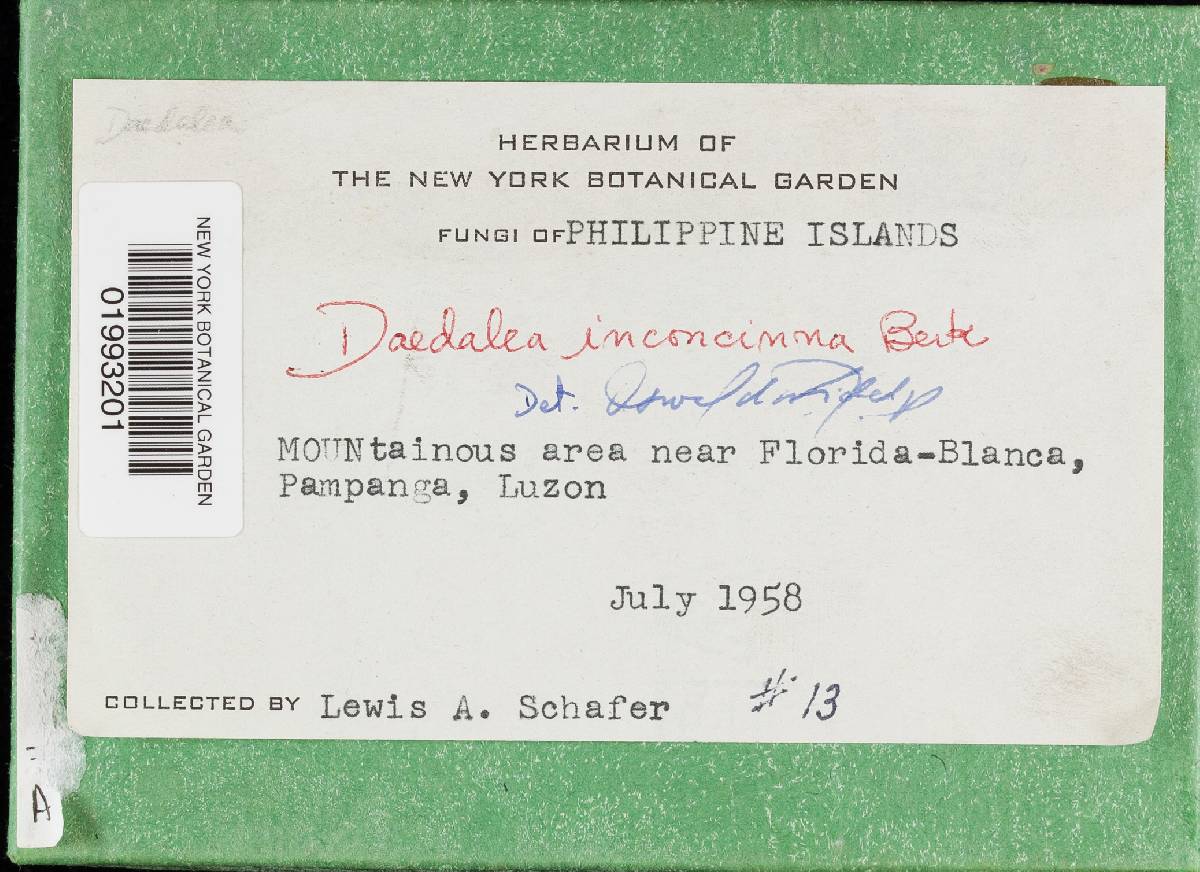 Daedalea
HERBARIUM OF
THE NEW YORK BOTANICAL GARDEN
FUNGI OF PHILIPPINE ISLANDS
Daedalea inconcinna Berk
Det. Oswald
MOUNtainous area near Florida-Blanca,
Pampanga, Luzon
July 1958
COLLECTED BY Lewis A. Schafer # 13
NEW YORK BOTANICAL GARDEN
01993201
A